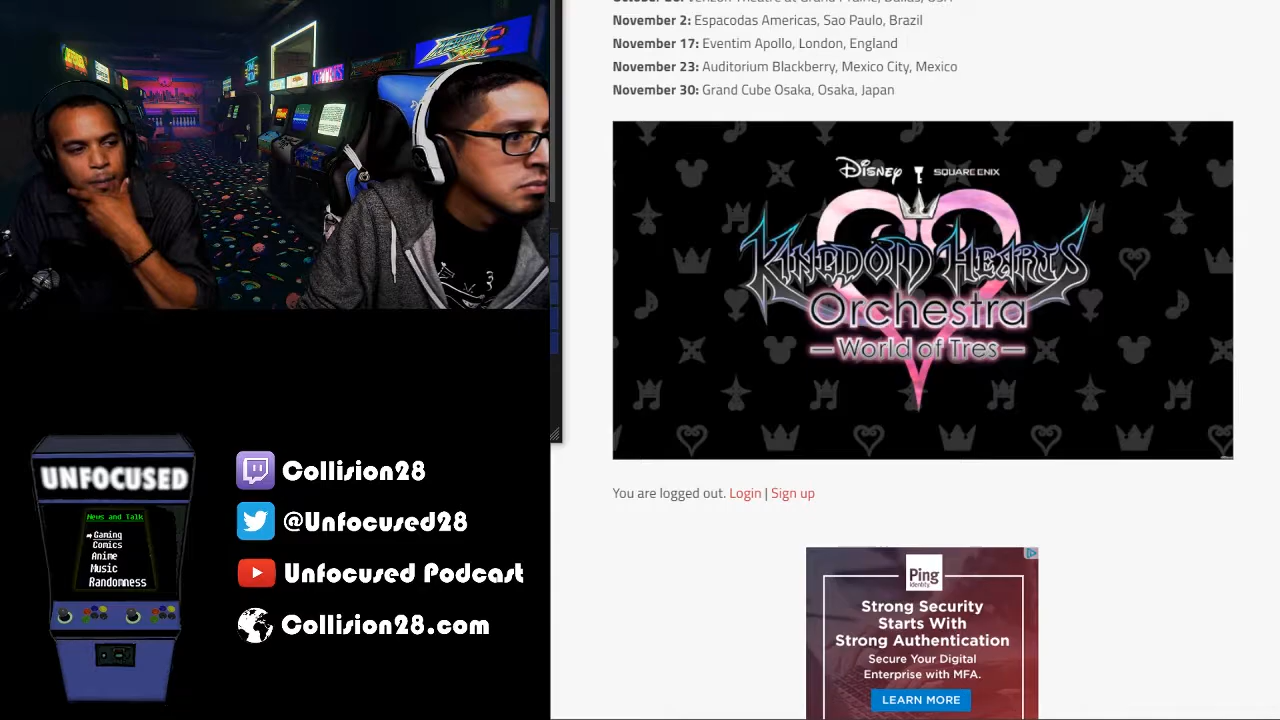 November 2: Espacodas Americas, Sao Paulo, Brazil
November 17: Eventim Apollo, London, England
November 23: Auditorium Blackberry, Mexico City, Mexico
November 30: Grand Cube Osaka, Osaka, Japan
TETRIS
Disney SQUARE ENIX
KINGDOM HEARTS
Orchestra
—World of Tres—
You are logged out. Login | Sign up
UNFOCUSED
News and Talk
Gaming
Comics
Anime
Music
Randomness
Collision28
@Unfocused28
Unfocused Podcast
Collision28.com
Ping
Identity
Strong Security
Starts With
Strong Authentication
Secure Your Digital
Enterprise with MFA.
LEARN MORE